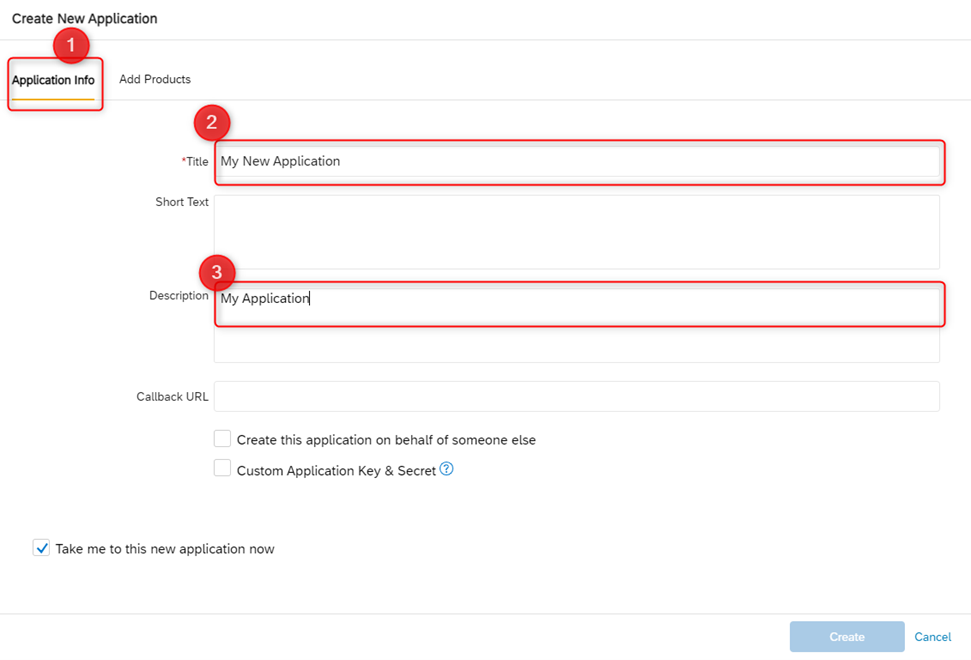 Create New Application
1
Application Info Add Products
2
*Title My New Application
Short Text
3
Description My Application
Callback URL
Create this application on behalf of someone else
Custom Application Key & Secret ?
Take me to this new application now
Create Cancel